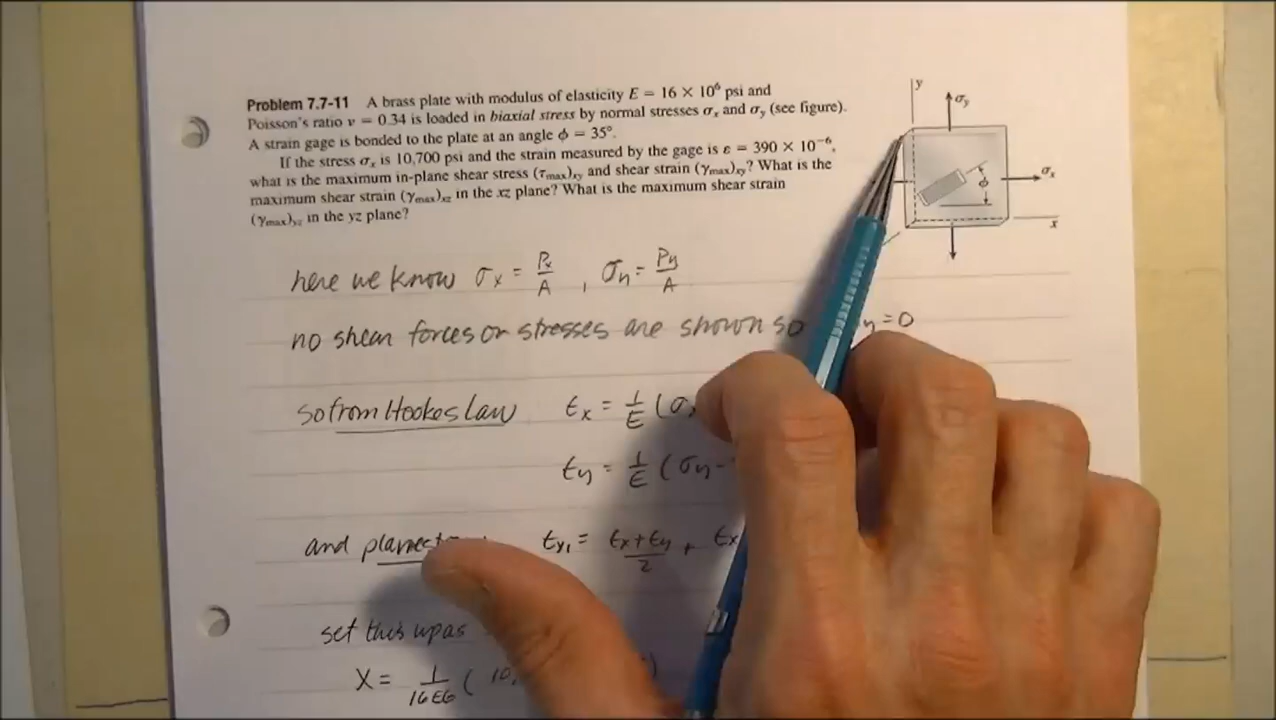 Problem 7.7-11 A brass plate with modulus of elasticity E = 16 × 10⁶ psi and
Poisson's ratio ν = 0.34 is loaded in biaxial stress by normal stresses σx and σy (see figure).
A strain gage is bonded to the plate at an angle ϕ = 35°.
If the stress σx is 10,700 psi and the strain measured by the gage is ε = 390 × 10⁻⁶,
what is the maximum in-plane shear stress (τmax)xy and shear strain (γmax)xy? What is the
maximum shear strain (γmax)xz in the xz plane? What is the maximum shear strain
(γmax)yz in the yz plane?
y
σy
σx
ϕ
x
here we know σx = Px/A , σy = Py/A
no shear forces or stresses are shown so y = 0
so from Hookes Law εx = 1/E (σx
εy = 1/E (σy -
and plane εx1 = εx + εy / 2 + εx
set this up as
X = 1/16E6 ( 10, )